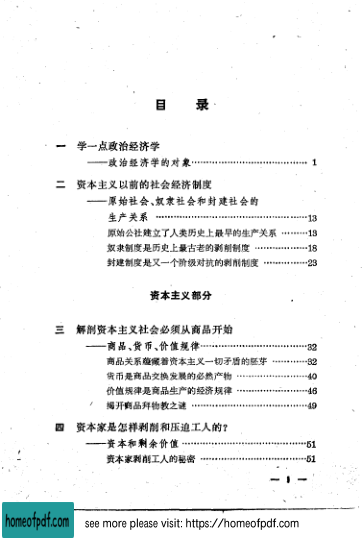 目 录
一 学一点政治经济学
——政治经济学的对象…………………………………… 1
二 资本主义以前的社会经济制度
——原始社会、奴隶社会和封建社会的
生产关系 ……………………………………………13
原始公社建立了人类历史上最早的生产关系 ………13
奴隶制度是历史上最古老的剥削制度 ………………18
封建制度是又一个阶级对抗的剥削制度 ……………23
资本主义部分
三 解剖资本主义社会必须从商品开始
——商品、货币、价值规律………………………………32
商品关系蕴藏着资本主义一切矛盾的胚芽 …………32
货币是商品交换发展的必然产物 ……………………40
价值规律是商品生产的经济规律 ……………………46
揭开商品拜物教之谜 …………………………………49
四 资本家是怎样剥削和压迫工人的?
——资本和剩余价值 ……………………………………51
资本家剥削工人的秘密 ………………………………51
— 1 —
homeofpdf.com
see more please visit: https://homeofpdf.com